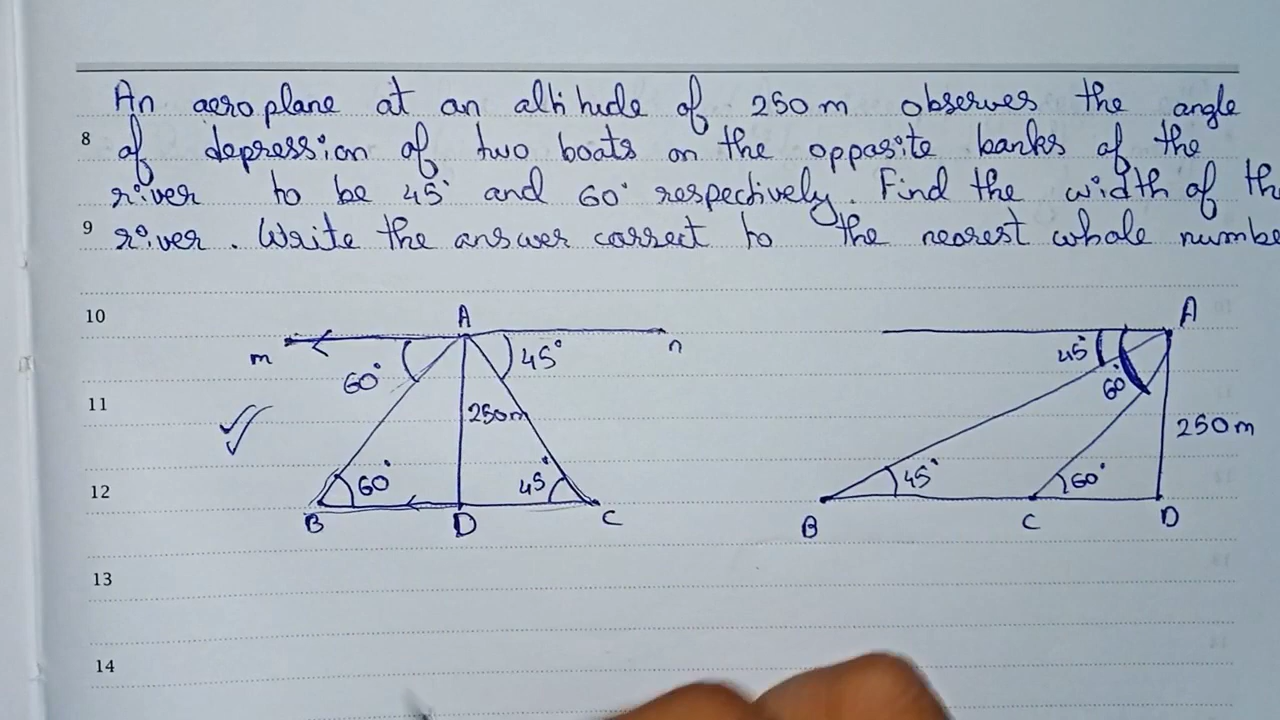 An aeroplane at an altitude of 250 m observes the angle
8
of depression of two boats on the opposite banks of the
river to be 45° and 60° respectively. Find the width of
9
river. Write the answer correct to the nearest whole
10
A
m
n
60°
45°
A
45°
60°
11
250m
250m
12
60°
45°
45°
60°
B
D
C
B
C
D
13
14